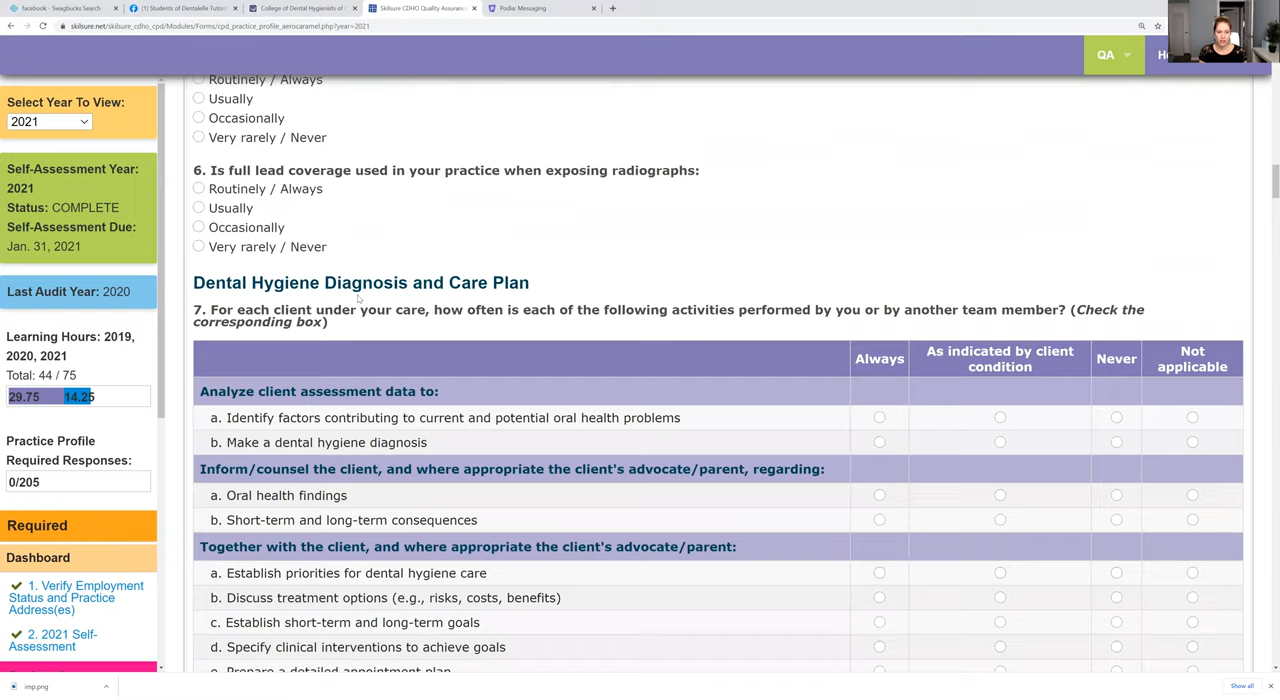 facebook - Swagbucks Search
(1) Students of Dentalelle Tutor
College of Dental Hygienists of C
Skilsure CDHO Quality Assurance
Podiar Messaging
skilsure.net/skilsure_cdho_cpd/Modules/Forms/cpd_practice_profile_aerocaramel.php?year=2021
QA
Select Year To View:
2021
Self-Assessment Year:
2021
Status: COMPLETE
Self-Assessment Due:
Jan. 31, 2021
Last Audit Year: 2020
Learning Hours: 2019,
2020, 2021
Total: 44 / 75
29.75 14.25
Practice Profile
Required Responses:
0/205
Required
Dashboard
1. Verify Employment
Status and Practice
Address(es)
2. 2021 Self-
Assessment
Routinely / Always
Usually
Occasionally
Very rarely / Never
6. Is full lead coverage used in your practice when exposing radiographs:
Routinely / Always
Usually
Occasionally
Very rarely / Never
Dental Hygiene Diagnosis and Care Plan
7. For each client under your care, how often is each of the following activities performed by you or by another team member? (Check the
corresponding box)
Always
As indicated by client
condition
Never
Not
applicable
Analyze client assessment data to:
a. Identify factors contributing to current and potential oral health problems
b. Make a dental hygiene diagnosis
Inform/counsel the client, and where appropriate the client's advocate/parent, regarding:
a. Oral health findings
b. Short-term and long-term consequences
Together with the client, and where appropriate the client's advocate/parent:
a. Establish priorities for dental hygiene care
b. Discuss treatment options (e.g., risks, costs, benefits)
c. Establish short-term and long-term goals
d. Specify clinical interventions to achieve goals
e. Prepare a detailed appointment plan
imp.png
Show all